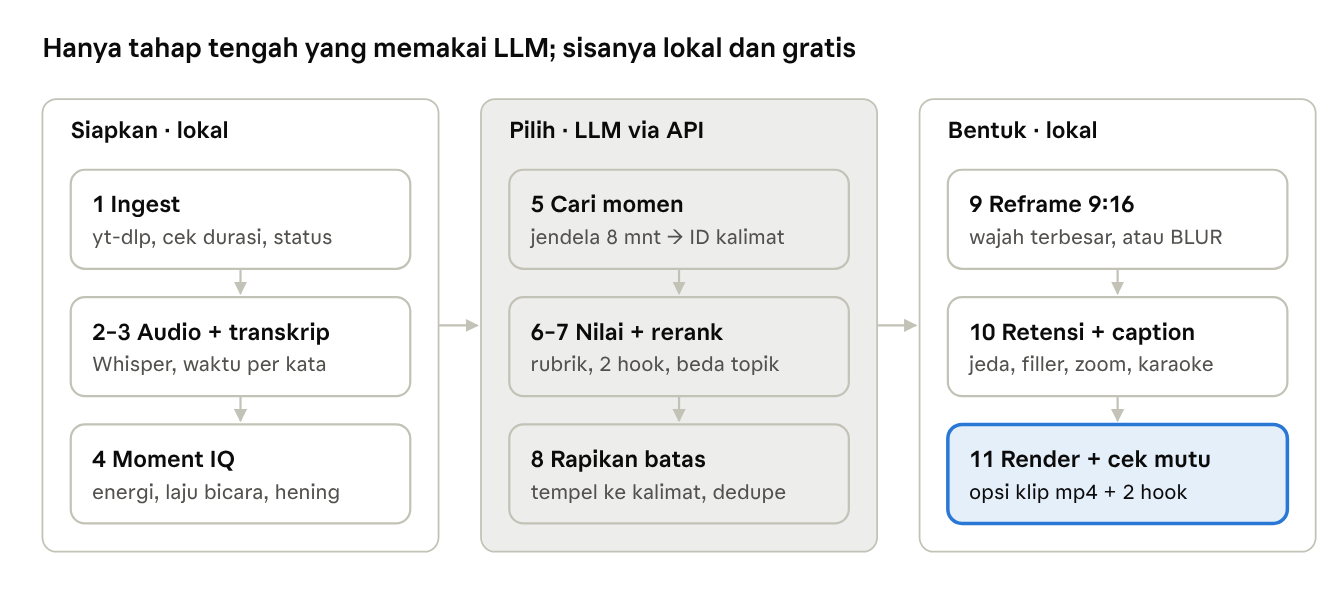 Hanya tahap tengah yang memakai LLM; sisanya lokal dan gratis
Siapkan · lokal
1 Ingest
yt-dlp, cek durasi, status
2–3 Audio + transkrip
Whisper, waktu per kata
4 Moment IQ
energi, laju bicara, hening
Pilih · LLM via API
5 Cari momen
jendela 8 mnt → ID kalimat
6–7 Nilai + rerank
rubrik, 2 hook, beda topik
8 Rapikan batas
tempel ke kalimat, dedupe
Bentuk · lokal
9 Reframe 9:16
wajah terbesar, atau BLUR
10 Retensi + caption
jeda, filler, zoom, karaoke
11 Render + cek mutu
opsi klip mp4 + 2 hook